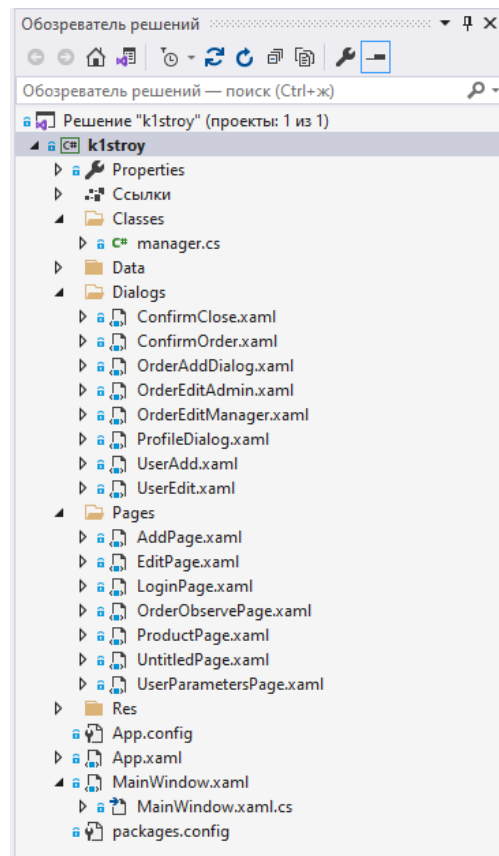 Обозреватель решений
Обозреватель решений — поиск (Ctrl+ж)
Решение "k1stroy" (проекты: 1 из 1)
C# k1stroy
Properties
Ссылки
Classes
C# manager.cs
Data
Dialogs
ConfirmClose.xaml
ConfirmOrder.xaml
OrderAddDialog.xaml
OrderEditAdmin.xaml
OrderEditManager.xaml
ProfileDialog.xaml
UserAdd.xaml
UserEdit.xaml
Pages
AddPage.xaml
EditPage.xaml
LoginPage.xaml
OrderObservePage.xaml
ProductPage.xaml
UntitledPage.xaml
UserParametersPage.xaml
Res
App.config
App.xaml
MainWindow.xaml
MainWindow.xaml.cs
packages.config